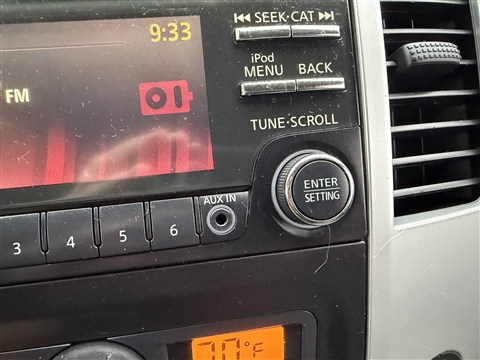 9:33
⏮ SEEK·CAT ⏭
FM
iPod
MENU BACK
TUNE·SCROLL
ENTER
SETTING
AUX IN
3 4 5 6
70°F